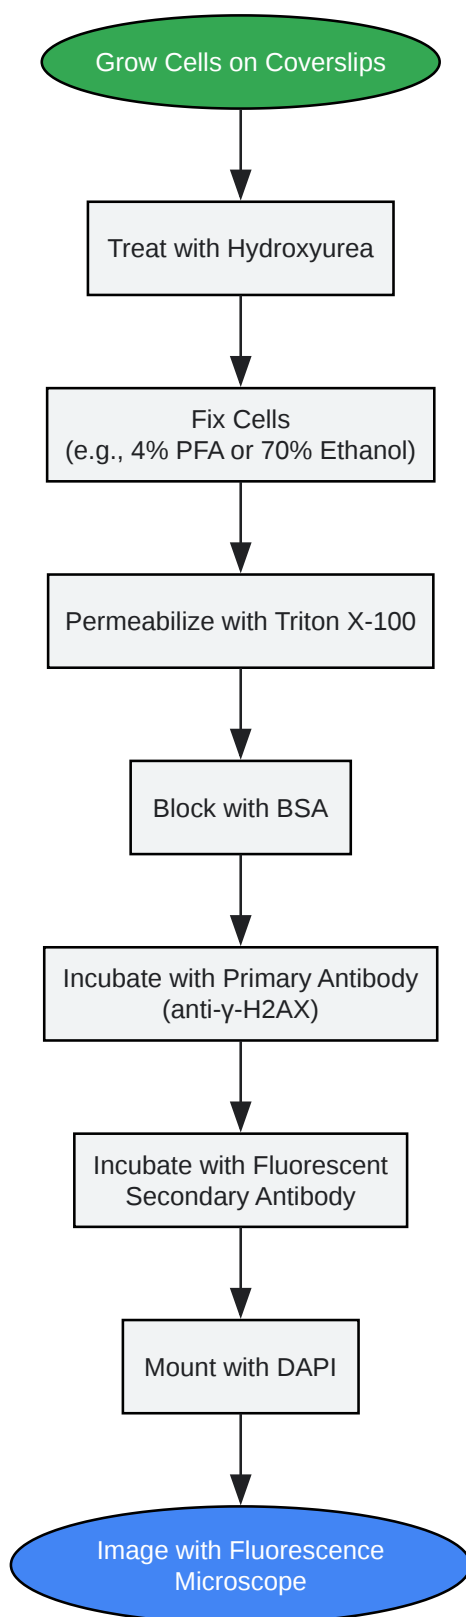 Grow Cells on Coverslips
Treat with Hydroxyurea
Fix Cells
(e.g., 4% PFA or 70% Ethanol)
Permeabilize with Triton X-100
Block with BSA
Incubate with Primary Antibody
(anti-γ-H2AX)
Incubate with Fluorescent
Secondary Antibody
Mount with DAPI
Image with Fluorescence
Microscope